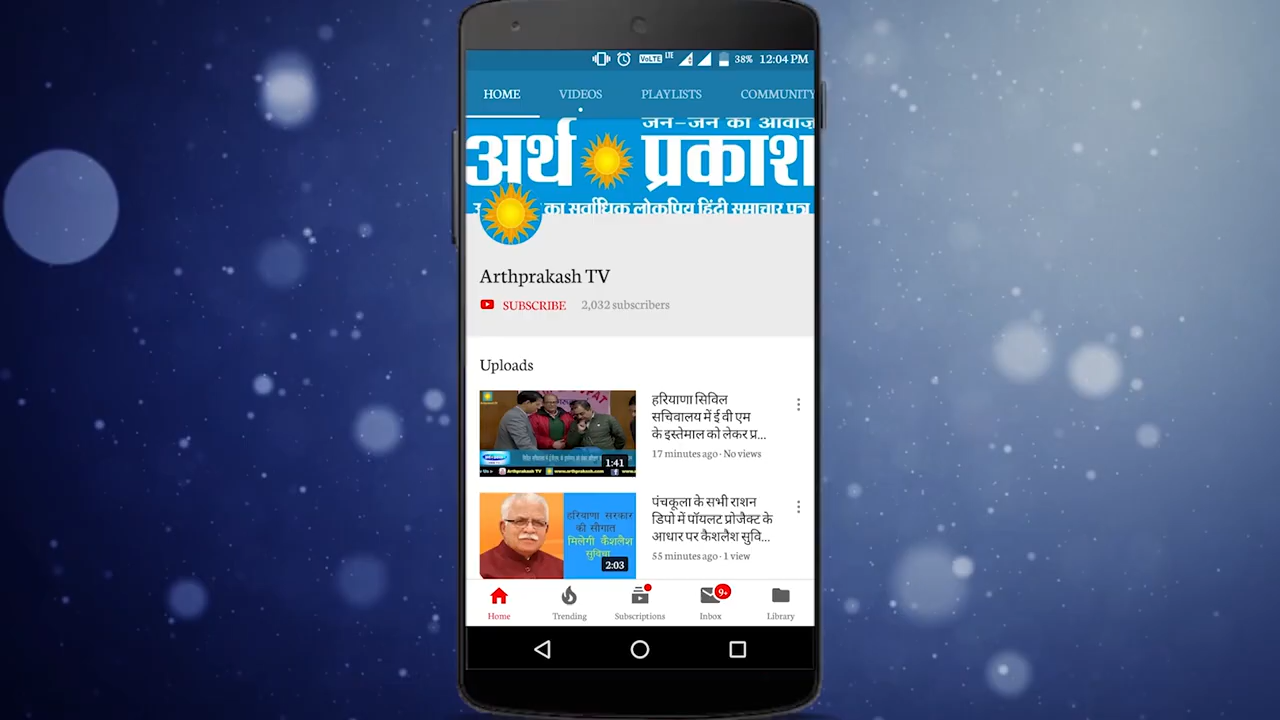 VoLTE LTE 38% 12:04 PM
HOME VIDEOS PLAYLISTS COMMUNITY
जन-जन का आवाज़
अर्थ प्रकाश
का सर्वाधिक लोकप्रिय हिंदी समाचार पत्र
Arthprakash TV
SUBSCRIBE 2,032 subscribers
Uploads
हरियाणा सिविल
सचिवालय में ई वी एम
के इस्तेमाल को लेकर प्र...
17 minutes ago · No views
1:41
Arthprakash TV www.arthprakash.com
पंचकूला के सभी राशन
डिपो में पॉयलट प्रोजैक्ट के
आधार पर कैशलैश सुवि...
55 minutes ago · 1 view
हरियाणा सरकार
की सौगात
मिलेगी कैशलैश
सुविधा
2:03
9+
Home Trending Subscriptions Inbox Library